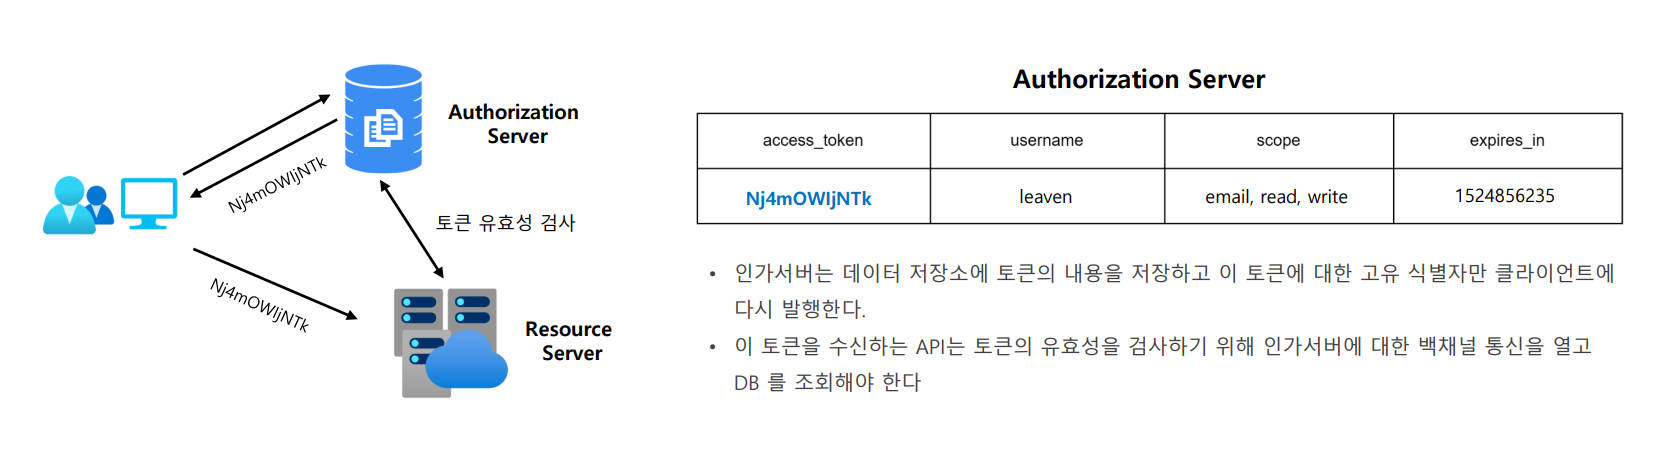 Authorization
Server
Nj4mOWIjNTk
토큰 유효성 검사
Nj4mOWIjNTk
Resource
Server
Authorization Server
access_token username scope expires_in
Nj4mOWIjNTk leaven email, read, write 1524856235
• 인가서버는 데이터 저장소에 토큰의 내용을 저장하고 이 토큰에 대한 고유 식별자만 클라이언트에
다시 발행한다.
• 이 토큰을 수신하는 API는 토큰의 유효성을 검사하기 위해 인가서버에 대한 백채널 통신을 열고
DB 를 조회해야 한다